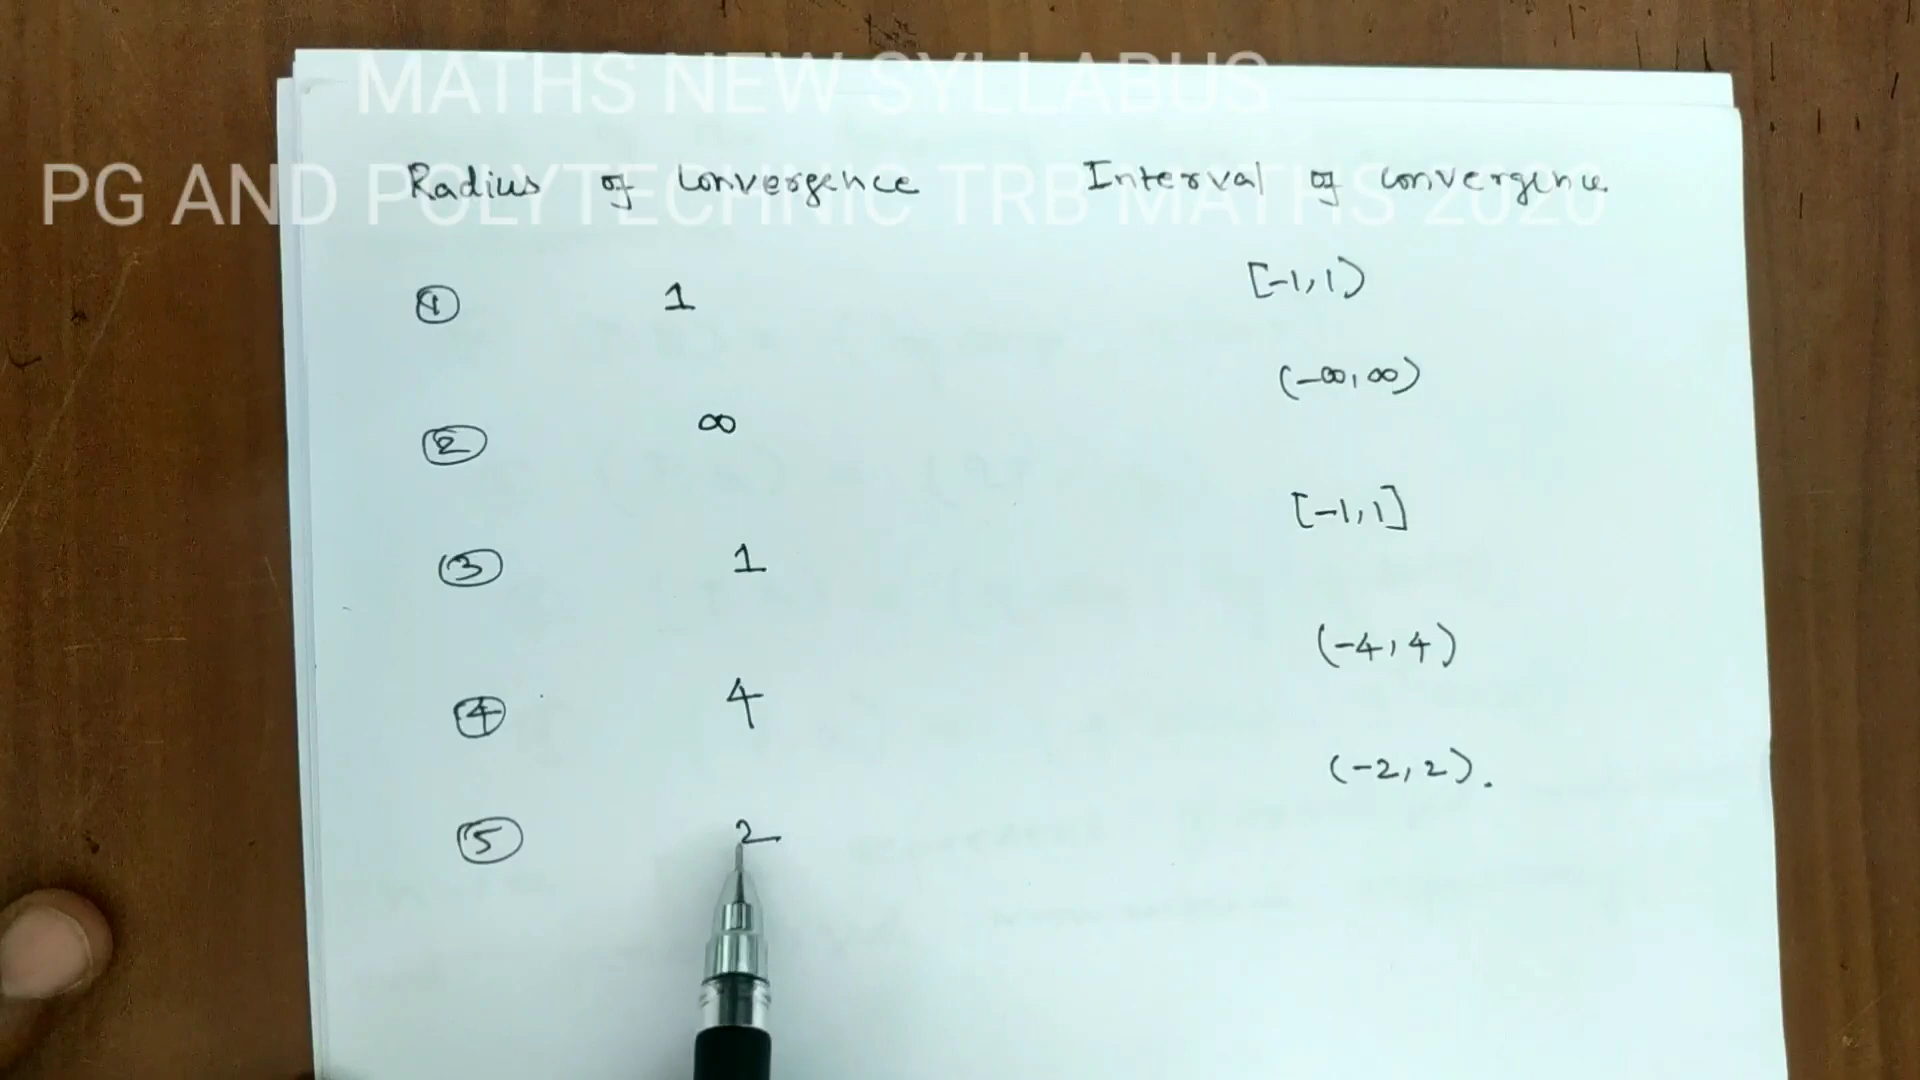 MATHS NEW SYLLABUS
PG AND POLYTECHNIC TRB MATHS 2020
Radius of convergence Interval of convergence
① 1 [-1, 1)
② ∞ (-∞, ∞)
③ 1 [-1, 1]
④ 4 (-4, 4)
⑤ 2 (-2, 2).